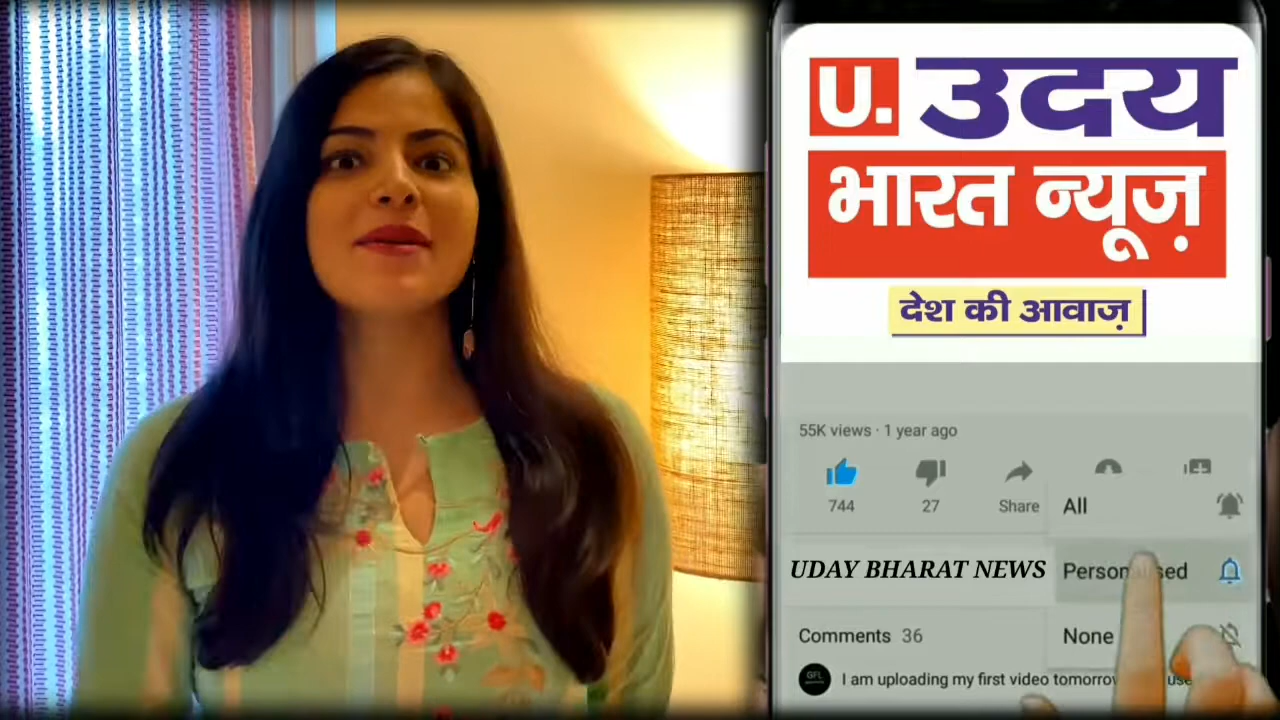 U. उदय
भारत न्यूज़
देश की आवाज़
55K views · 1 year ago
744
27
Share
All
UDAY BHARAT NEWS
Personalised
Comments 36
None
GFL
I am uploading my first video tomorrow